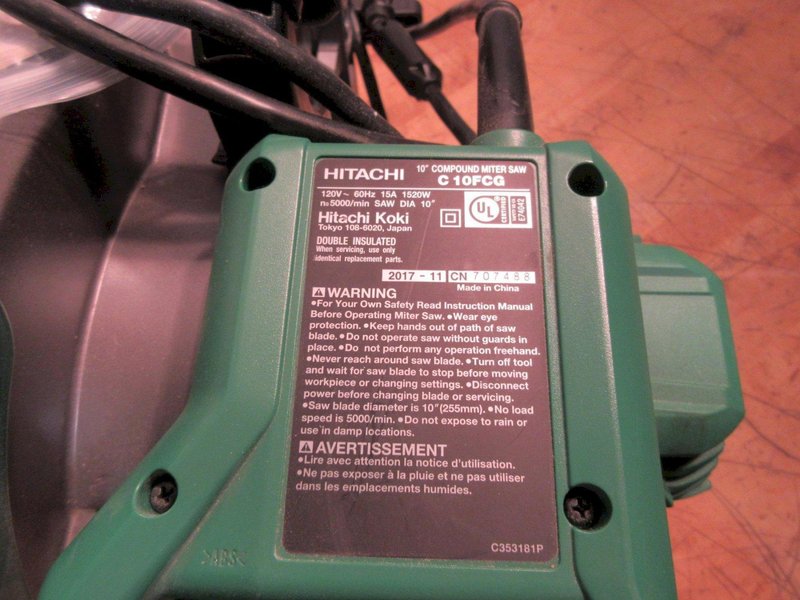 HITACHI 10" COMPOUND MITER SAW
C 10FCG
120V~ 60Hz 15A 1520W
n0 5000/min SAW DIA 10"
Hitachi Koki
Tokyo 108-6020, Japan
UL
CERTIFIED
E74042
DOUBLE INSULATED
When servicing, use only
identical replacement parts.
2017 - 11 CN 707488
Made in China
WARNING
•For Your Own Safety Read Instruction Manual
Before Operating Miter Saw. •Wear eye
protection. •Keep hands out of path of saw
blade. •Do not operate saw without guards in
place. •Do not perform any operation freehand.
•Never reach around saw blade. •Turn off tool
and wait for saw blade to stop before moving
workpiece or changing settings. •Disconnect
power before changing blade or servicing.
•Saw blade diameter is 10"(255mm). •No load
speed is 5000/min. •Do not expose to rain or
use in damp locations.
AVERTISSEMENT
•Lire avec attention la notice d'utilisation.
•Ne pas exposer à la pluie et ne pas utiliser
dans les emplacements humides.
C353181P
>ABS<